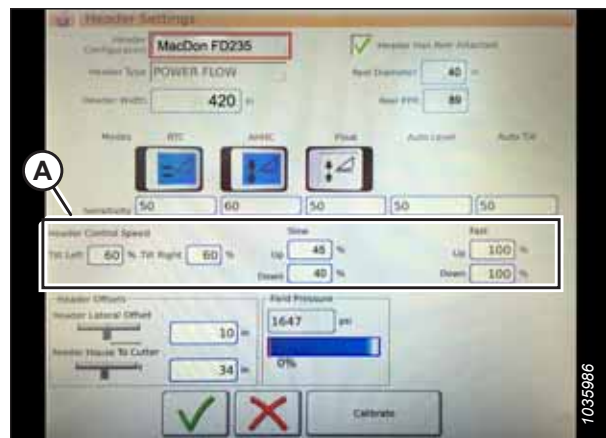 Header Settings
Header Configuration MacDon FD235 Header Has Reel Attached
Header Type POWER FLOW Reel Diameter 40 in
Header Width 420 in Reel PPR 89
Modes RTC AHHC Float Auto Level Auto Tilt
A
Sensitivity 50 60 50 50 50
Header Control Speed Slow Fast
Tilt Left 60 % Tilt Right 60 % Up 45 % Up 100 %
Down 40 % Down 100 %
Header Offsets Field Pressure
Header Lateral Offset 1647 psi
10 in
Feeder House To Cutter 0%
34 in
Calibrate
1035986